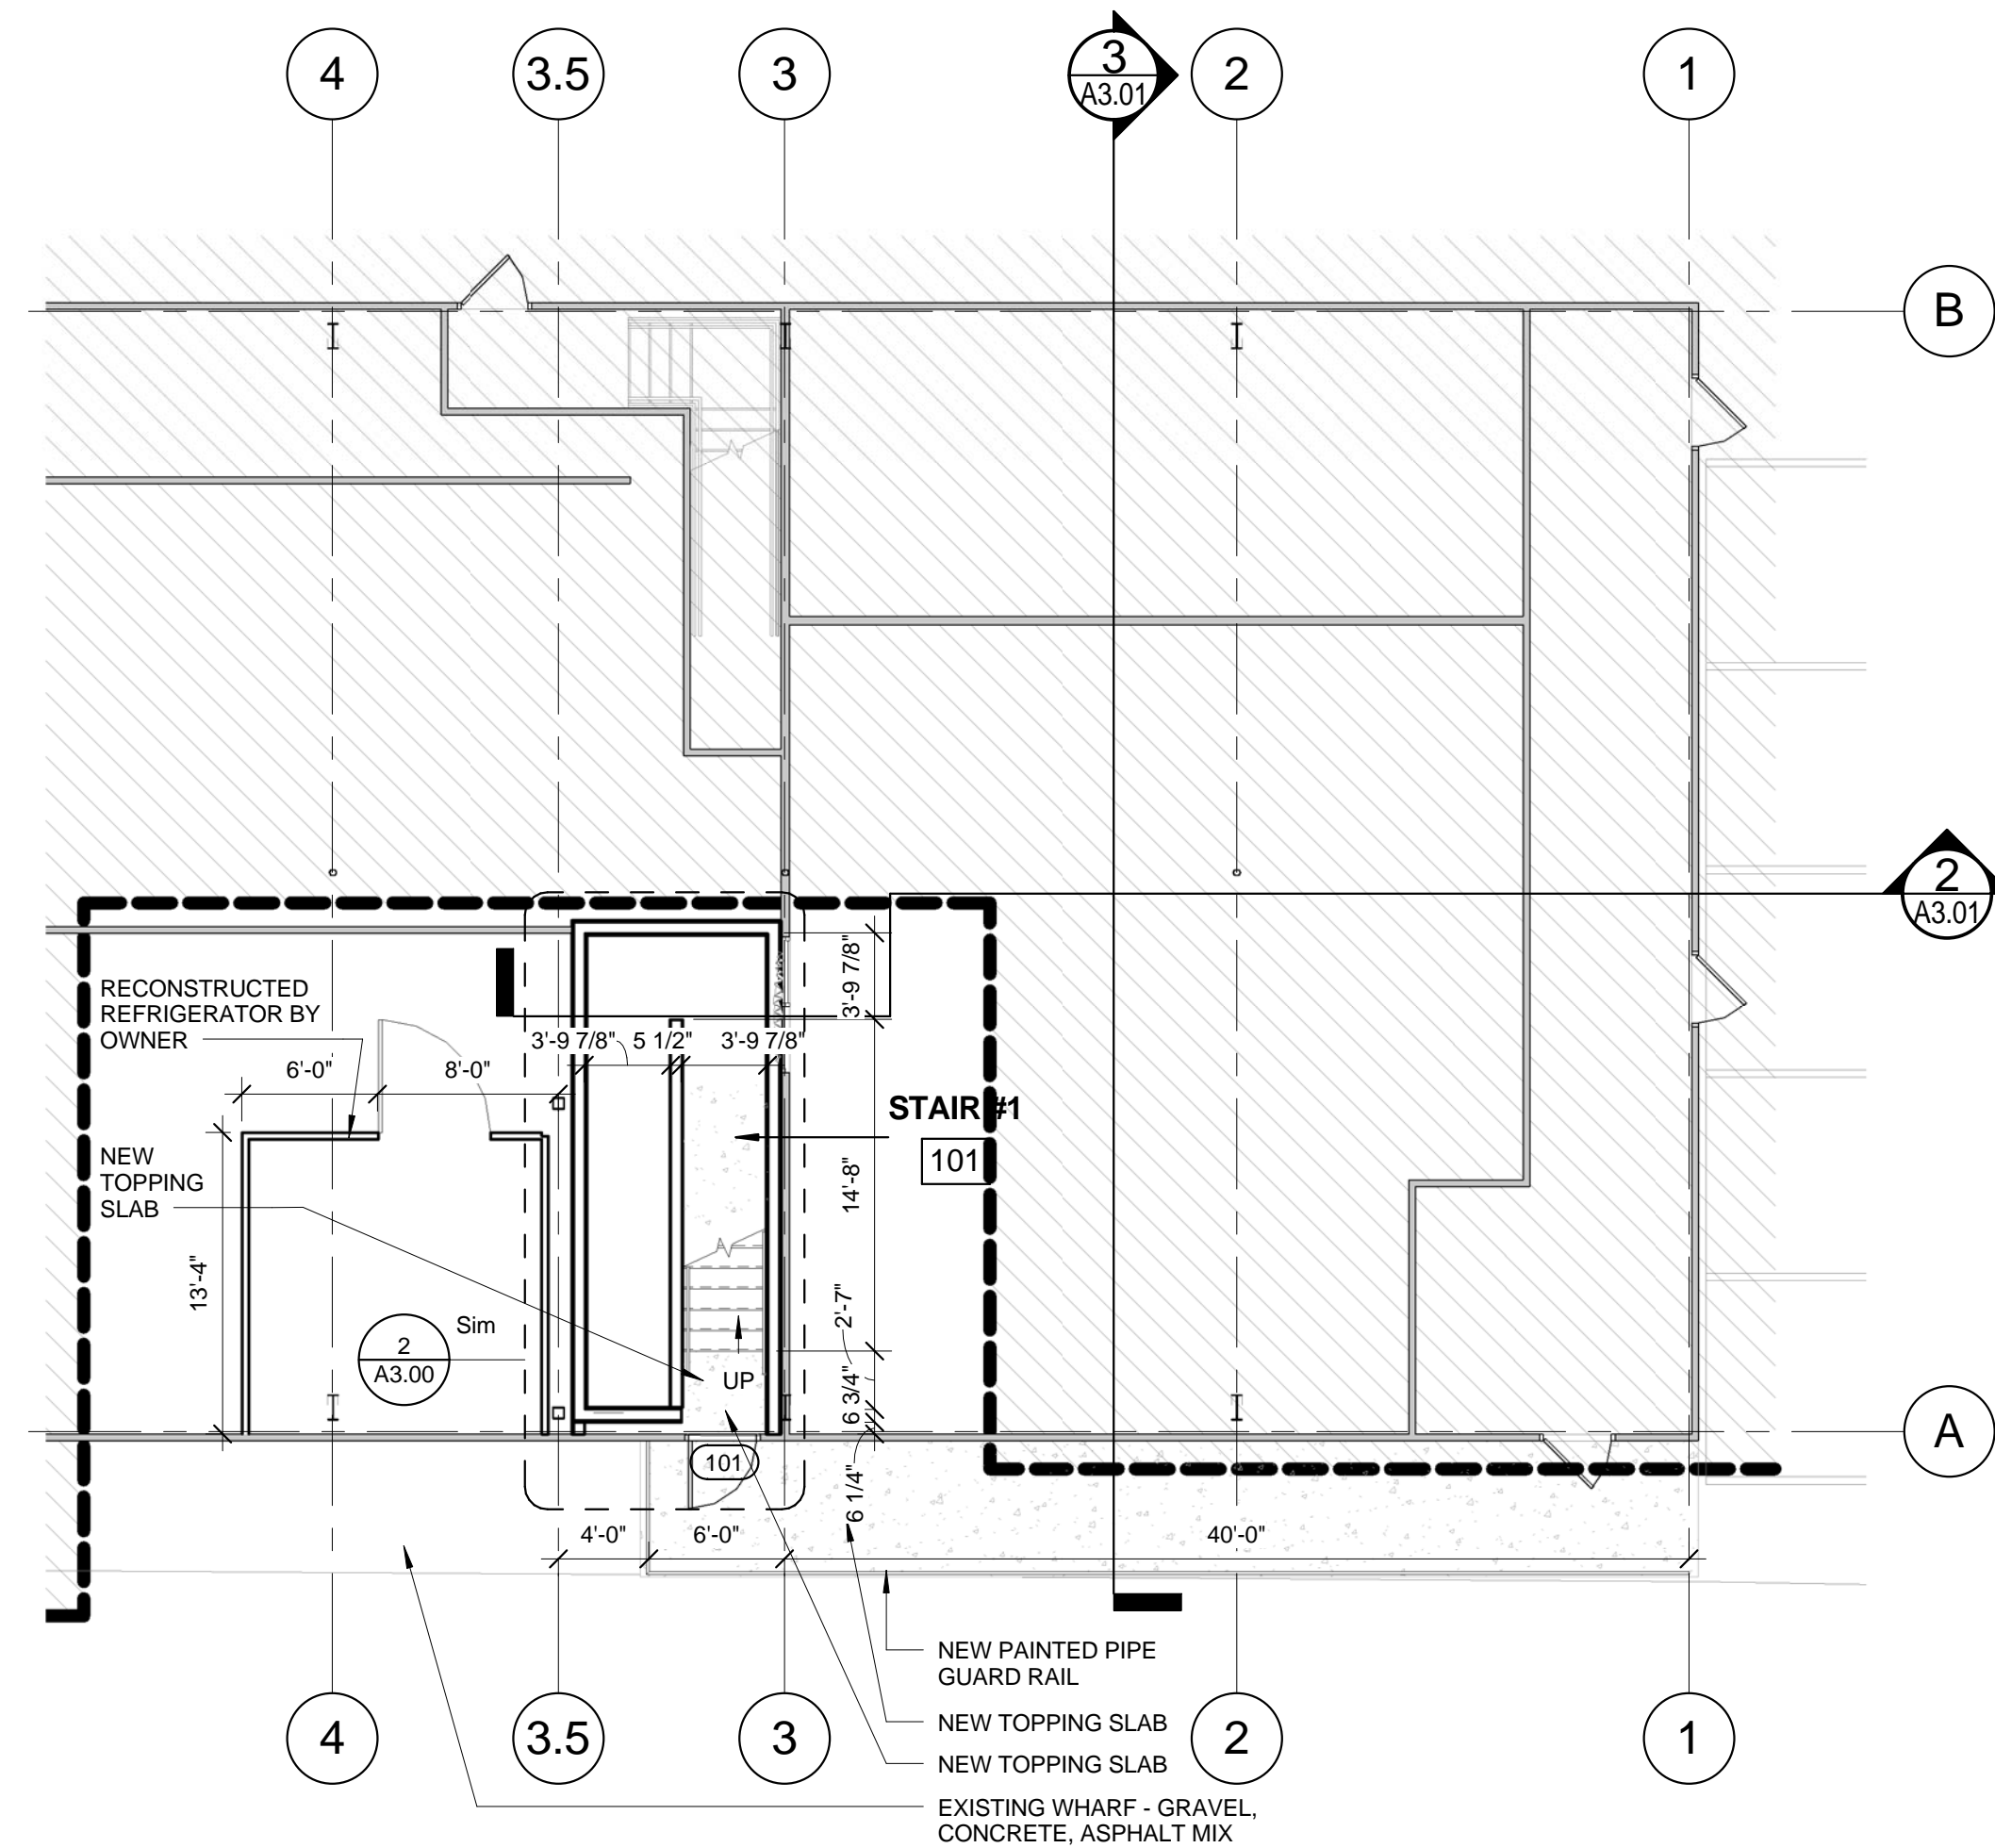 4
3.5
3
3
A3.01
2
1
B
2
A3.01
RECONSTRUCTED
REFRIGERATOR BY
OWNER
6'-0"
8'-0"
3'-9 7/8"
5 1/2"
3'-9 7/8"
3'-9 7/8"
STAIR #1
101
NEW
TOPPING
SLAB
14'-8"
13'-4"
2'-7"
Sim
2
A3.00
UP
6 3/4"
A
101
6 1/4"
4'-0"
6'-0"
40'-0"
NEW PAINTED PIPE
GUARD RAIL
NEW TOPPING SLAB
NEW TOPPING SLAB
EXISTING WHARF - GRAVEL,
CONCRETE, ASPHALT MIX
4
3.5
3
2
1